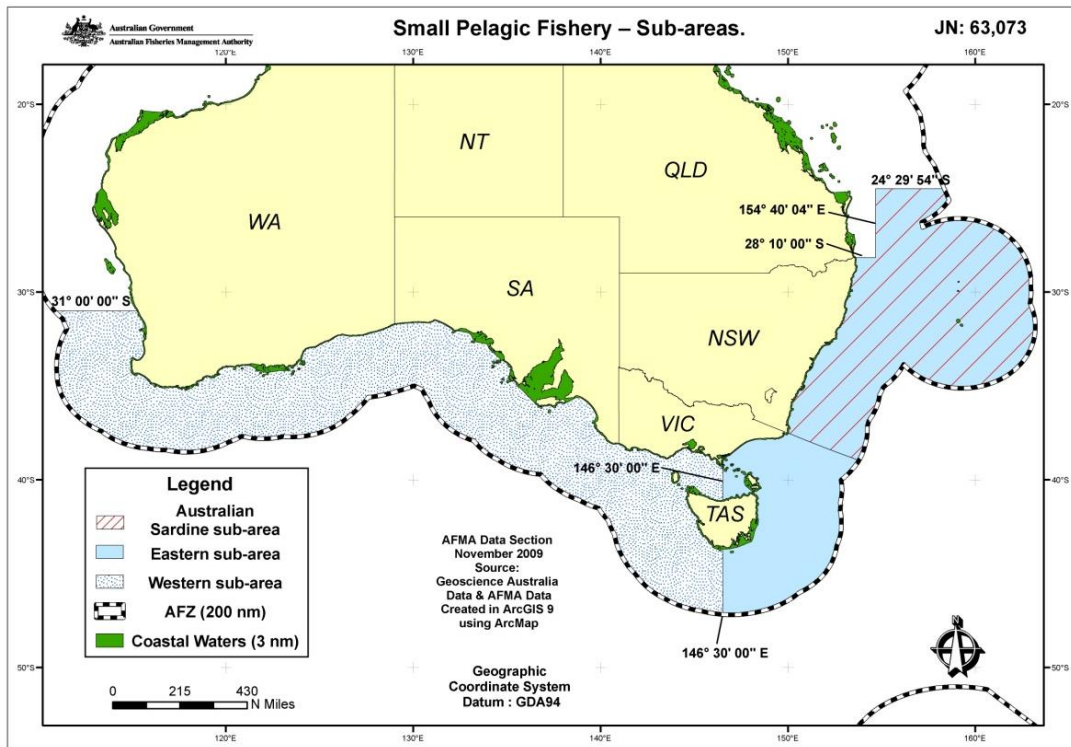 Australian Government
Australian Fisheries Management Authority
Small Pelagic Fishery – Sub-areas.
JN: 63,073
120°E
130°E
140°E
150°E
160°E
20°S
20°S
NT
QLD
24° 29' 54" S
154° 40' 04" E
WA
28° 10' 00" S
SA
30°S
30°S
31° 00' 00" S
NSW
VIC
146° 30' 00" E
40°S
40°S
TAS
Legend
Australian
Sardine sub-area
Eastern sub-area
Western sub-area
AFZ (200 nm)
Coastal Waters (3 nm)
AFMA Data Section
November 2009
Source:
Geoscience Australia
Data & AFMA Data
Created in ArcGIS 9
using ArcMap
146° 30' 00" E
N
50°S
50°S
Geographic
Coordinate System
Datum : GDA94
0 215 430
N Miles
120°E
130°E
140°E
150°E
160°E